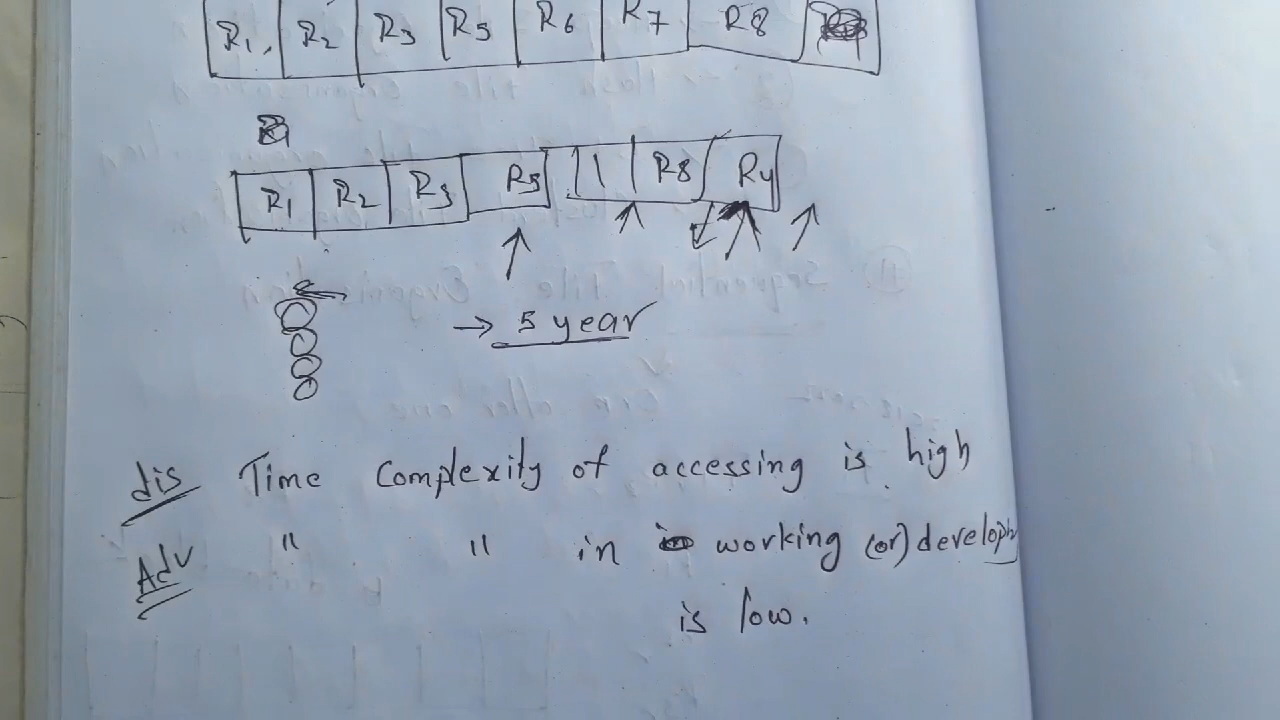 R1. R2 R3 R5 R6 R7 R8
R1 R2 R3 R5 R8 R4
→ 5 year
dis Time Complexity of accessing is high
Adv " " in working (or) developing
is low.